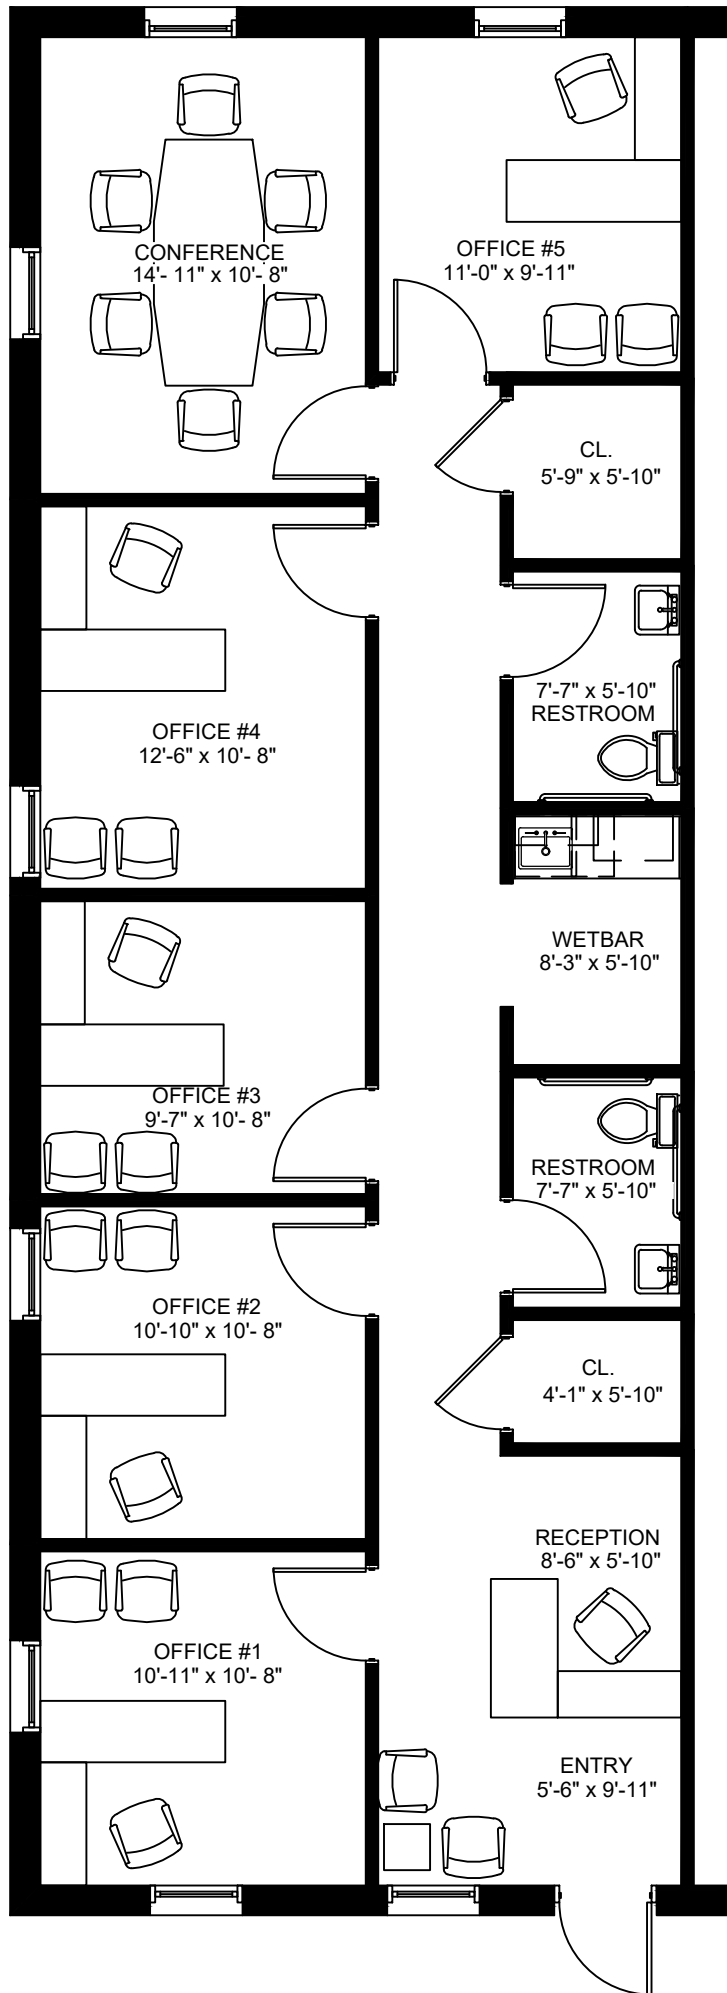 CONFERENCE
14'- 11" x 10'- 8"
OFFICE #5
11'-0" x 9'-11"
CL.
5'-9" x 5'-10"
7'-7" x 5'-10"
RESTROOM
OFFICE #4
12'-6" x 10'- 8"
WETBAR
8'-3" x 5'-10"
OFFICE #3
9'-7" x 10'- 8"
RESTROOM
7'-7" x 5'-10"
OFFICE #2
10'-10" x 10'- 8"
CL.
4'-1" x 5'-10"
RECEPTION
8'-6" x 5'-10"
OFFICE #1
10'-11" x 10'- 8"
ENTRY
5'-6" x 9'-11"